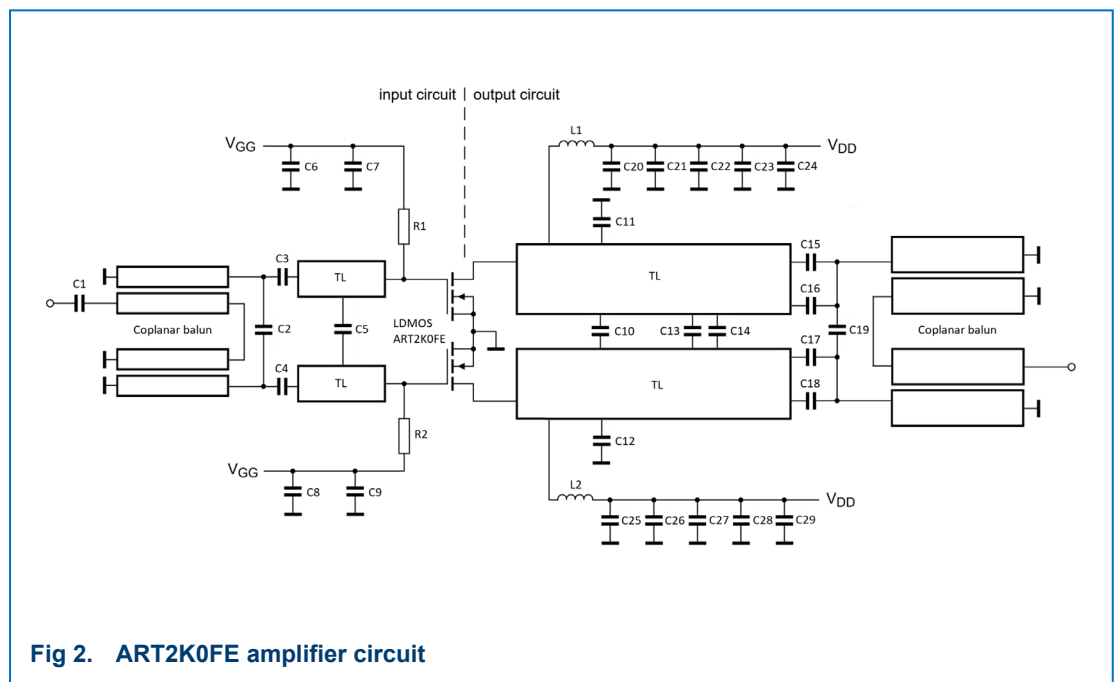 input circuit output circuit
L1
VGG
VDD
C6 C7
C20 C21 C22 C23 C24
C11
R1
C3
C15
C1
TL
TL
C16
Coplanar balun
C2
C5
LDMOS
ART2K0FE
C10 C13 C14
C19
Coplanar balun
C17
C4
TL
TL
C18
R2
C12
VGG
L2
C8 C9
VDD
C25 C26 C27 C28 C29
Fig 2. ART2K0FE amplifier circuit